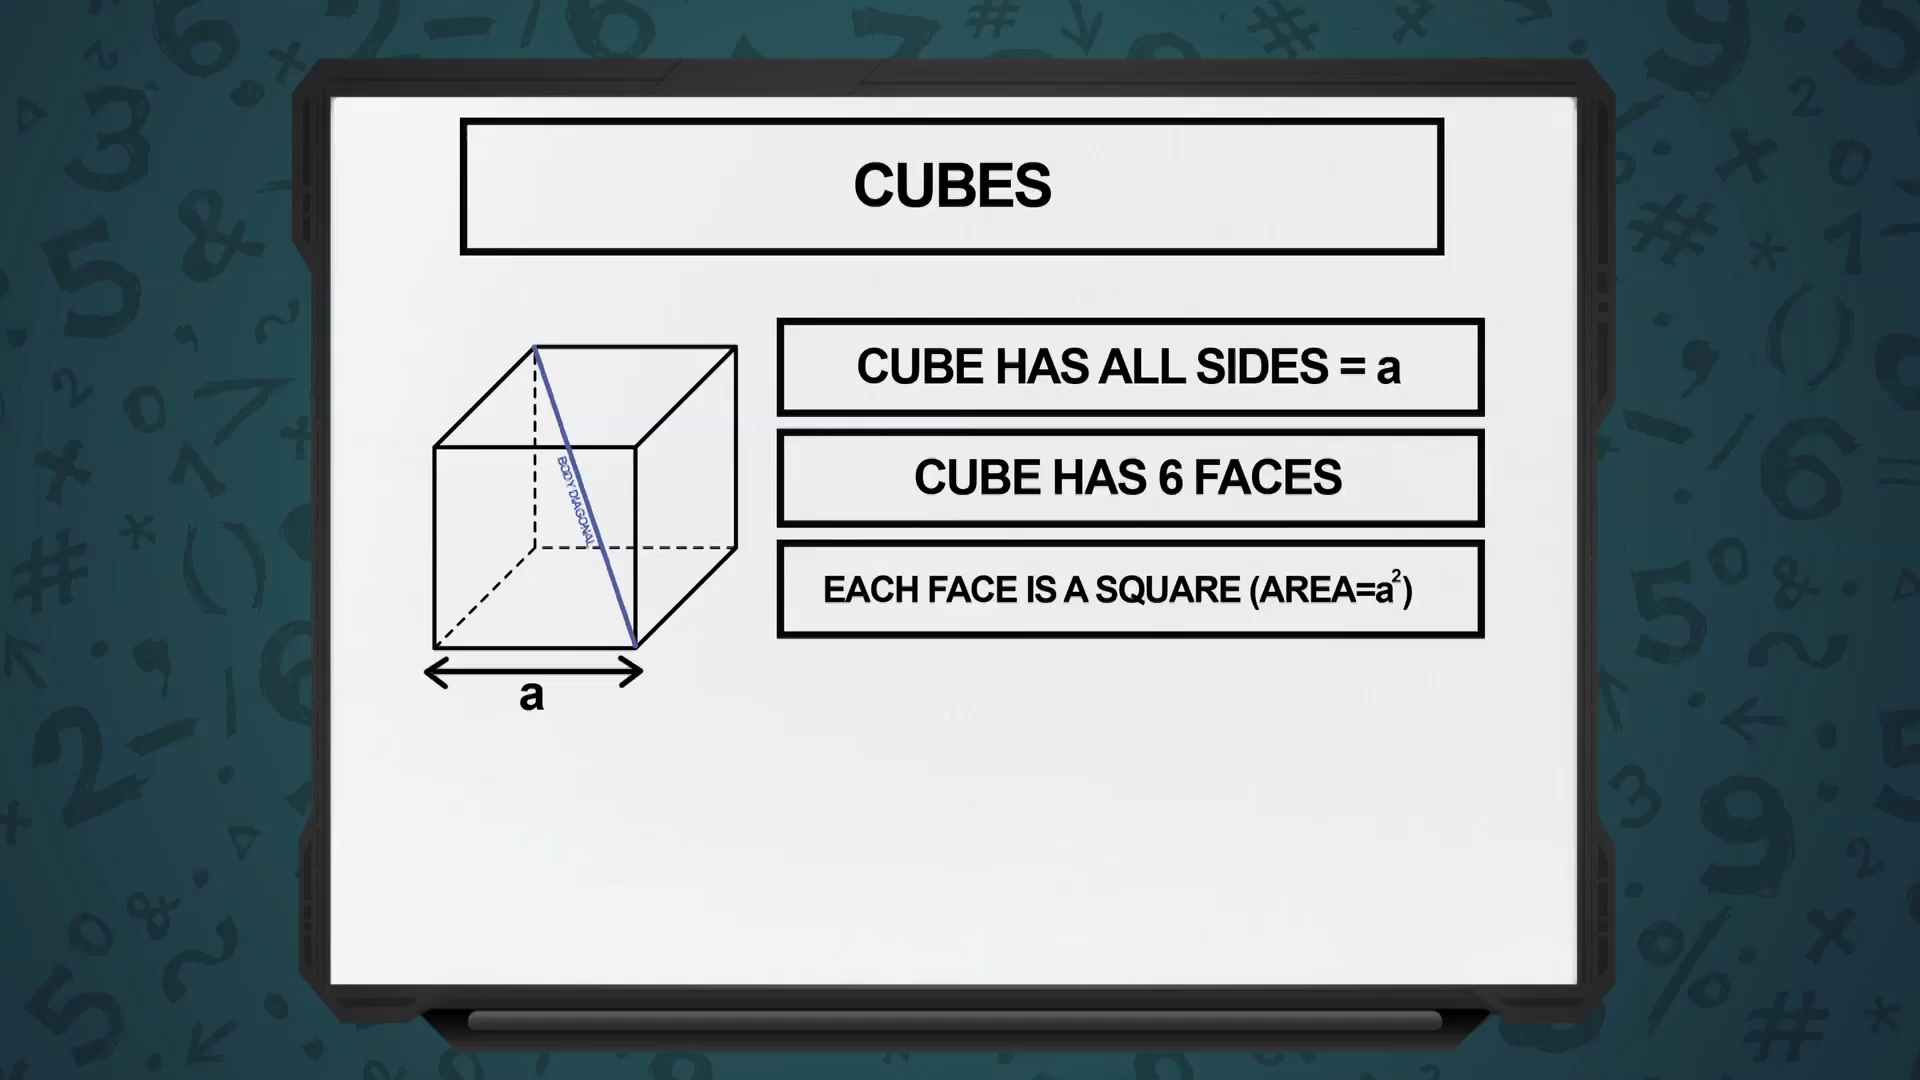 CUBES
CUBE HAS ALL SIDES = a
CUBE HAS 6 FACES
EACH FACE IS A SQUARE (AREA=a²)
BODY DIAGONAL
a